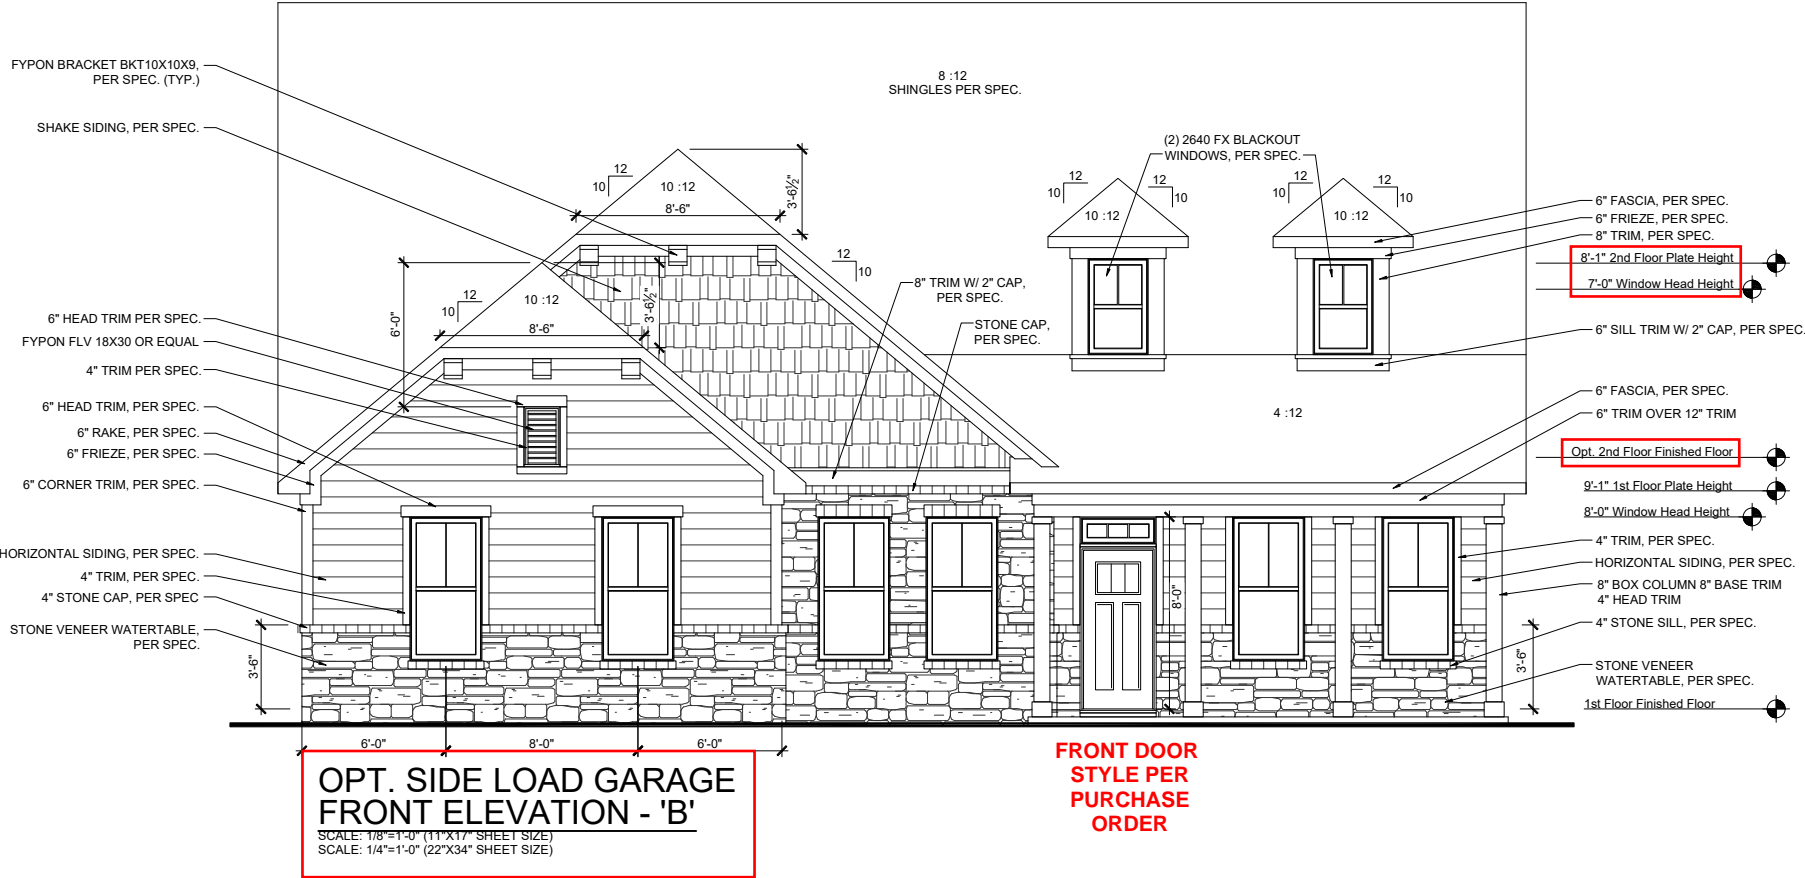 FYPON BRACKET BKT10X10X9,
PER SPEC. (TYP.)
SHAKE SIDING, PER SPEC.
6" HEAD TRIM PER SPEC.
FYPON FLV 18X30 OR EQUAL
4" TRIM PER SPEC.
6" HEAD TRIM, PER SPEC.
6" RAKE, PER SPEC.
6" FRIEZE, PER SPEC.
6" CORNER TRIM, PER SPEC.
HORIZONTAL SIDING, PER SPEC.
4" TRIM, PER SPEC.
4" STONE CAP, PER SPEC
STONE VENEER WATERTABLE,
PER SPEC.
3'-6"
8 :12
SHINGLES PER SPEC.
12
10
10 :12
8'-6"
3'-6½"
12
10
12
10
10 :12
8'-6"
6'-0"
3'-6½"
8" TRIM W/ 2" CAP,
PER SPEC.
STONE CAP,
PER SPEC.
(2) 2640 FX BLACKOUT
WINDOWS, PER SPEC.
12
10
12
10
10 :12
12
10
12
10
10 :12
4 :12
8'-0"
6" FASCIA, PER SPEC.
6" FRIEZE, PER SPEC.
8" TRIM, PER SPEC.
8'-1" 2nd Floor Plate Height
7'-0" Window Head Height
6" SILL TRIM W/ 2" CAP, PER SPEC.
6" FASCIA, PER SPEC.
6" TRIM OVER 12" TRIM
Opt. 2nd Floor Finished Floor
9'-1" 1st Floor Plate Height
8'-0" Window Head Height
4" TRIM, PER SPEC.
HORIZONTAL SIDING, PER SPEC.
8" BOX COLUMN 8" BASE TRIM
4" HEAD TRIM
4" STONE SILL, PER SPEC.
3'-6"
STONE VENEER
WATERTABLE, PER SPEC.
1st Floor Finished Floor
6'-0"
8'-0"
6'-0"
OPT. SIDE LOAD GARAGE
FRONT ELEVATION - 'B'
SCALE: 1/8"=1'-0" (11"X17" SHEET SIZE)
SCALE: 1/4"=1'-0" (22"X34" SHEET SIZE)
FRONT DOOR
STYLE PER
PURCHASE
ORDER